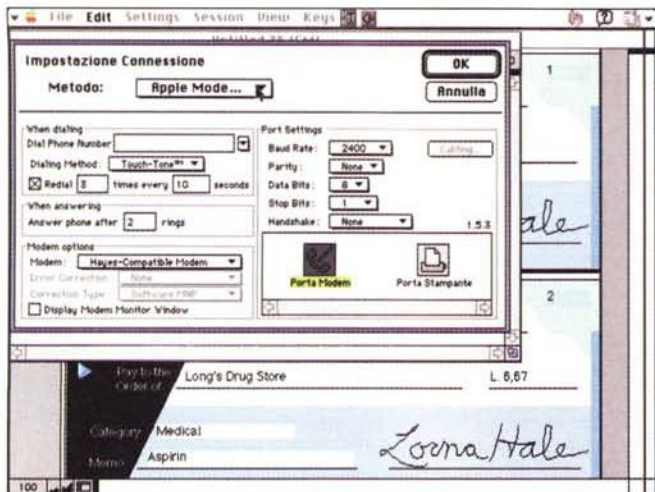 File Edit Settings Session View Keys
Impostazione Connessione
OK
Metodo: Apple Mode...
Annulla
When dialing
Dial Phone Number
Dialing Method: Touch-Tone™
Redial 3 times every 10 seconds
When answering
Answer phone after 2 rings
Modem options
Modem: Hayes-Compatible Modem
Error Correction: None
Correction Type: Software MNP
Display Modem Monitor Window
Port Settings
Baud Rate: 2400
Cabling...
Parity: None
Data Bits: 8
Stop Bits: 1
Handshake: None
1.5.3
Porta Modem
Porta Stampante
1
Hale
2
Pay to the
Order of:
Long's Drug Store
L. 6,67
Category: Medical
Memo: Aspirin
Lorna Hale
100